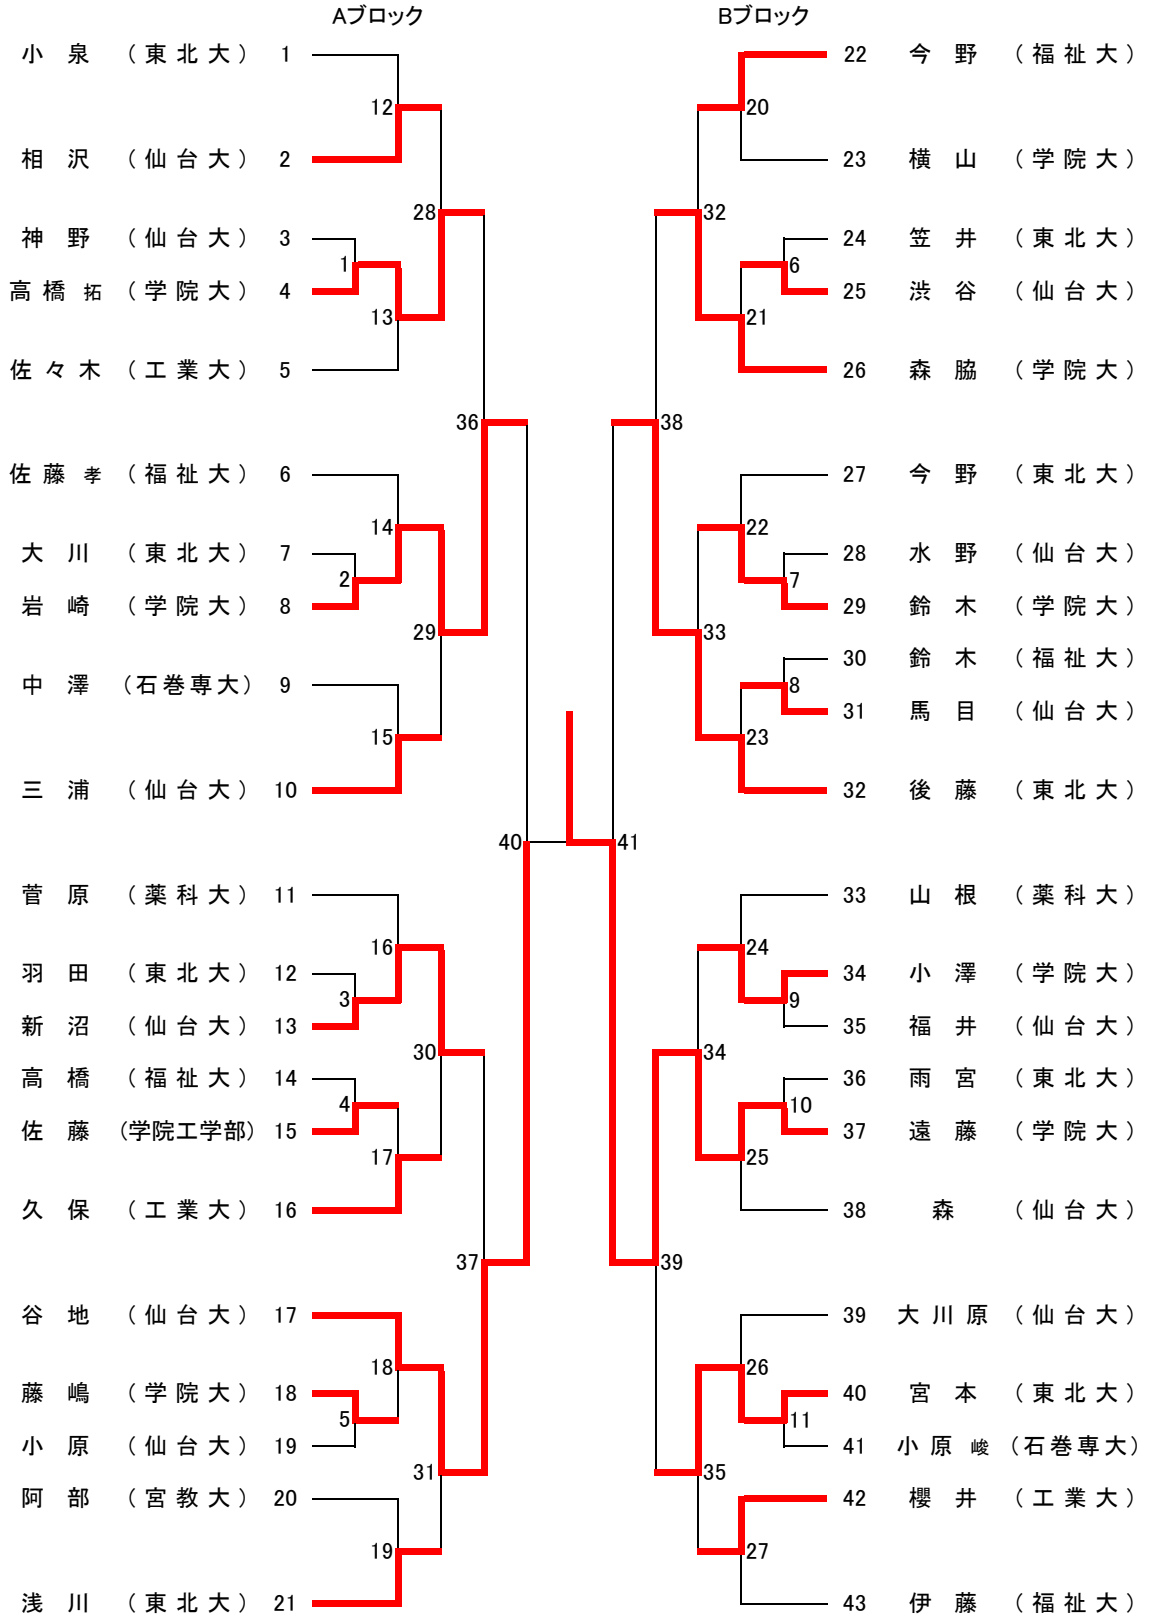 Aブロック Bブロック
小泉 （東北大） 1 22 今野 （福祉大）
12 20
相沢 （仙台大） 2 23 横山 （学院大）
28 32
神野 （仙台大） 3 24 笠井 （東北大）
1 6
高橋拓 （学院大） 4 25 渋谷 （仙台大）
13 21
佐々木 （工業大） 5 26 森脇 （学院大）
36 38
佐藤孝 （福祉大） 6 27 今野 （東北大）
14 22
大川 （東北大） 7 28 水野 （仙台大）
2 7
岩崎 （学院大） 8 29 鈴木 （学院大）
29 33
30 鈴木 （福祉大）
中澤 （石巻専大） 9 8
31 馬目 （仙台大）
15 23
三浦 （仙台大） 10 32 後藤 （東北大）
40 41
菅原 （薬科大） 11 33 山根 （薬科大）
16 24
羽田 （東北大） 12 34 小澤 （学院大）
3 9
新沼 （仙台大） 13 35 福井 （仙台大）
30 34
高橋 （福祉大） 14 36 雨宮 （東北大）
4 10
佐藤 （学院工学部） 15 37 遠藤 （学院大）
17 25
久保 （工業大） 16 38 森 （仙台大）
37 39
谷地 （仙台大） 17 39 大川原 （仙台大）
18 26
藤嶋 （学院大） 18 40 宮本 （東北大）
5 11
小原 （仙台大） 19 41 小原峻 （石巻専大）
31 35
阿部 （宮教大） 20 42 櫻井 （工業大）
19 27
浅川 （東北大） 21 43 伊藤 （福祉大）